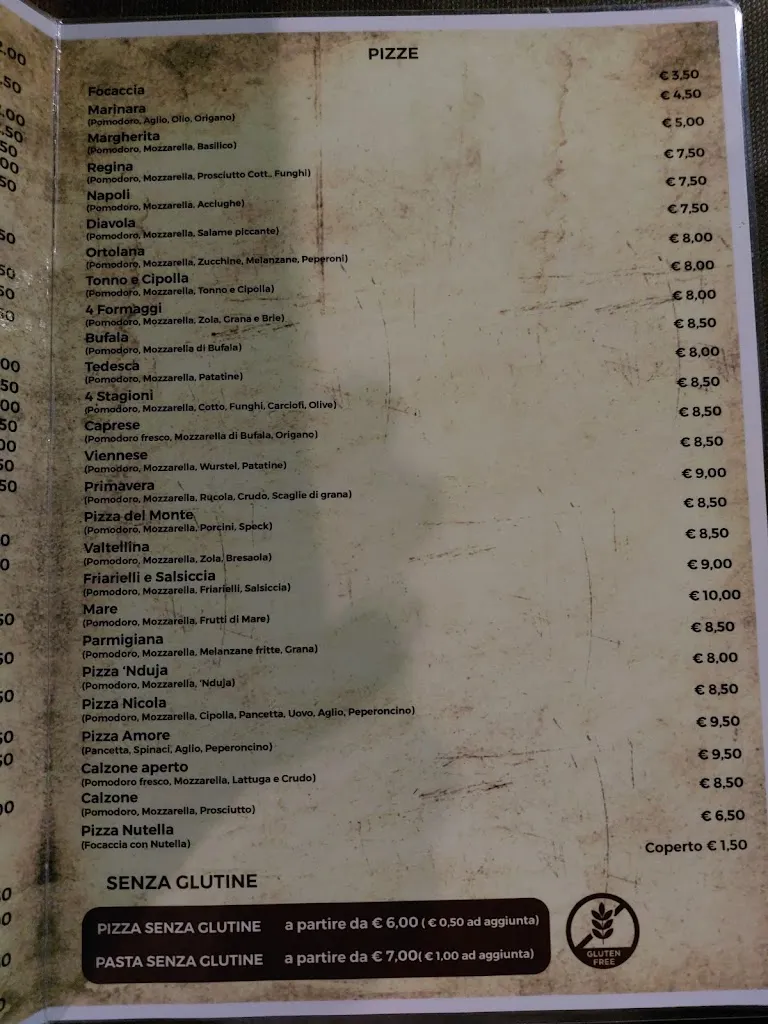 PIZZE
Focaccia € 3,50
Marinara € 4,50
(Pomodoro, Aglio, Olio, Origano)
Margherita € 5,00
(Pomodoro, Mozzarella, Basilico)
Regina € 7,50
(Pomodoro, Mozzarella, Prosciutto Cott., Funghi)
Napoli € 7,50
(Pomodoro, Mozzarella, Acciughe)
Diavola € 7,50
(Pomodoro, Mozzarella, Salame piccante)
Ortolana € 8,00
(Pomodoro, Mozzarella, Zucchine, Melanzane, Peperoni)
Tonno e Cipolla € 8,00
(Pomodoro, Mozzarella, Tonno e Cipolla)
4 Formaggi € 8,00
(Pomodoro, Mozzarella, Zola, Grana e Brie)
Bufala € 8,50
(Pomodoro, Mozzarella di Bufala)
Tedesca € 8,00
(Pomodoro, Mozzarella, Patatine)
4 Stagioni € 8,50
(Pomodoro, Mozzarella, Cotto, Funghi, Carciofi, Olive)
Caprese € 8,50
(Pomodoro fresco, Mozzarella di Bufala, Origano)
Viennese € 8,50
(Pomodoro, Mozzarella, Wurstel, Patatine)
Primavera € 9,00
(Pomodoro, Mozzarella, Rucola, Crudo, Scaglie di grana)
Pizza del Monte € 8,50
(Pomodoro, Mozzarella, Porcini, Speck)
Valtellina € 8,50
(Pomodoro, Mozzarella, Zola, Bresaola)
Friarielli e Salsiccia € 9,00
(Pomodoro, Mozzarella, Friarielli, Salsiccia)
Mare € 10,00
(Pomodoro, Mozzarella, Frutti di Mare)
Parmigiana € 8,50
(Pomodoro, Mozzarella, Melanzane fritte, Grana)
Pizza 'Nduja € 8,00
(Pomodoro, Mozzarella, 'Nduja)
Pizza Nicola € 8,50
(Pomodoro, Mozzarella, Cipolla, Pancetta, Uovo, Aglio, Peperoncino)
Pizza Amore € 9,50
(Pancetta, Spinaci, Aglio, Peperoncino)
Calzone aperto € 9,50
(Pomodoro fresco, Mozzarella, Lattuga e Crudo)
Calzone € 8,50
(Pomodoro, Mozzarella, Prosciutto)
Pizza Nutella € 6,50
(Focaccia con Nutella)
Coperto € 1,50
SENZA GLUTINE
PIZZA SENZA GLUTINE a partire da € 6,00 ( € 0,50 ad aggiunta)
PASTA SENZA GLUTINE a partire da € 7,00( € 1,00 ad aggiunta)
GLUTEN
FREE